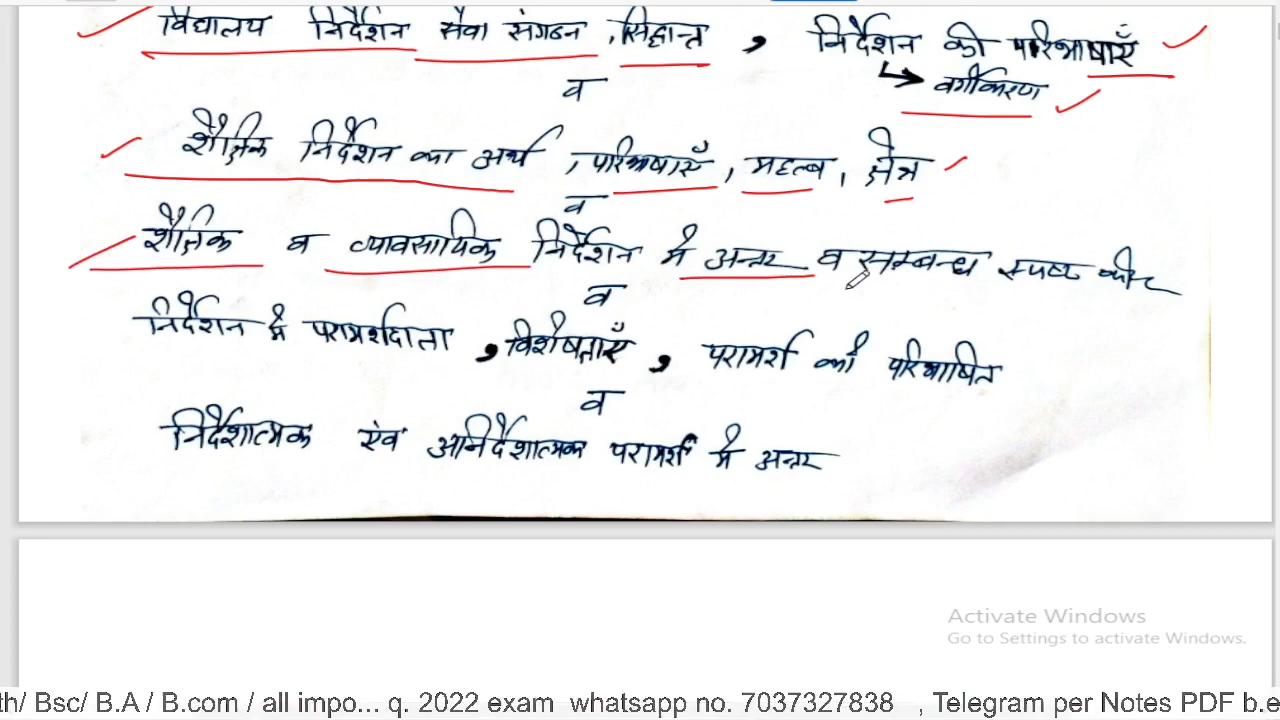 विद्यालय निर्देशन सेवा संगठन , सिद्धान्त , निर्देशन की परिभाषाएँ
→ वर्गीकरण
व
शैक्षिक निर्देशन का अर्थ , परिभाषाएँ , महत्व , क्षेत्र
व
शैक्षिक व व्यावसायिक निर्देशन में अन्तर व सम्बन्ध स्पष्ट करे
व
निर्देशन में परामर्शदाता , विशेषताएँ , परामर्श को परिभाषित
व
निर्देशात्मक एंव अनिर्देशात्मक परामर्श में अन्तर
Activate Windows
Go to Settings to activate Windows.
th/ Bsc/ B.A / B.com / all impo... q. 2022 exam whatsapp no. 7037327838 , Telegram per Notes PDF b.e